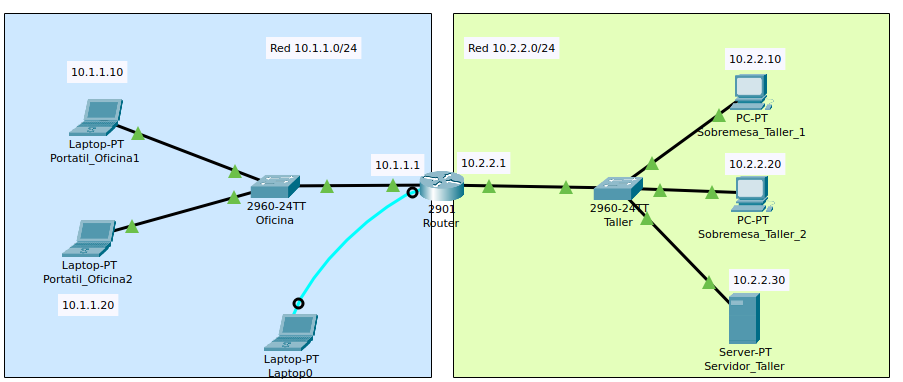 Red 10.1.1.0/24
10.1.1.10
Laptop-PT
Portatil_Oficina1
10.1.1.1
2960-24TT
Oficina
Laptop-PT
Portatil_Oficina2
10.1.1.20
Laptop-PT
Laptop0
2901
Router
Red 10.2.2.0/24
10.2.2.1
10.2.2.10
PC-PT
Sobremesa_Taller_1
10.2.2.20
2960-24TT
Taller
PC-PT
Sobremesa_Taller_2
10.2.2.30
Server-PT
Servidor_Taller